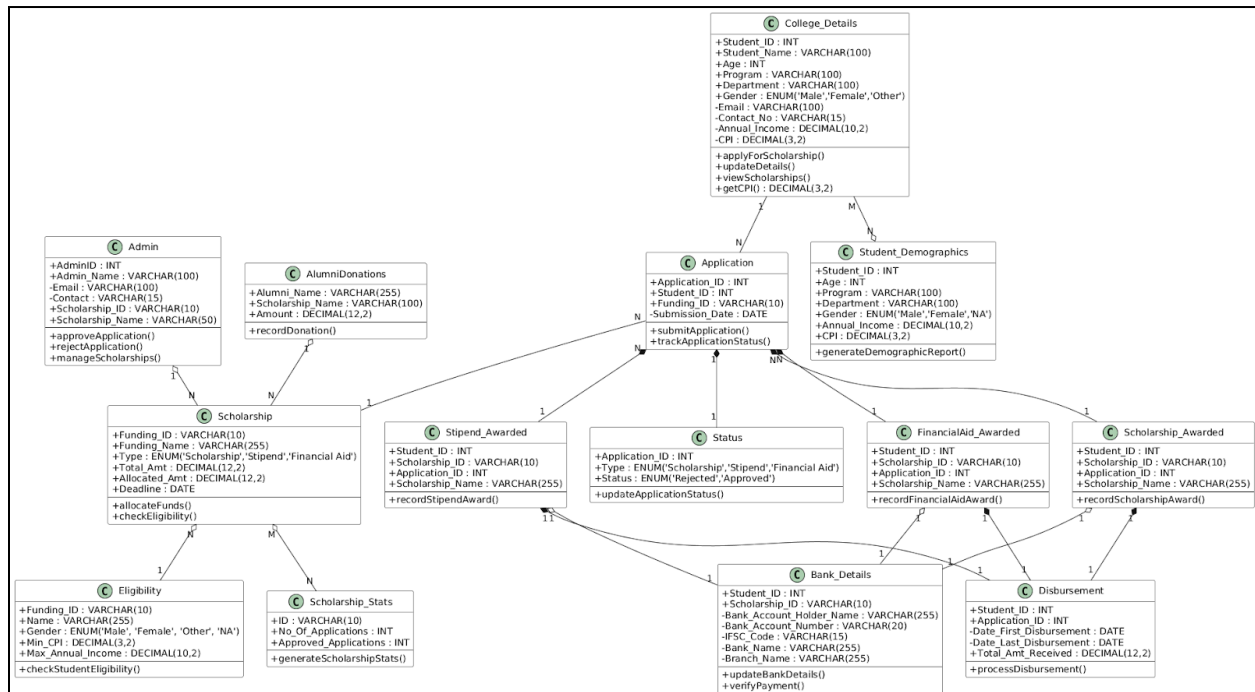 C College_Details
+Student_ID : INT
+Student_Name : VARCHAR(100)
+Age : INT
+Program : VARCHAR(100)
+Department : VARCHAR(100)
+Gender : ENUM('Male','Female','Other')
-Email : VARCHAR(100)
-Contact_No : VARCHAR(15)
-Annual_Income : DECIMAL(10,2)
-CPI : DECIMAL(3,2)
+applyForScholarship()
+updateDetails()
+viewScholarships()
+getCPI() : DECIMAL(3,2)
1
M
N
N
C Admin
+AdminID : INT
+Admin_Name : VARCHAR(100)
-Email : VARCHAR(100)
-Contact : VARCHAR(15)
+Scholarship_ID : VARCHAR(10)
+Scholarship_Name : VARCHAR(50)
+approveApplication()
+rejectApplication()
+manageScholarships()
C AlumniDonations
+Alumni_Name : VARCHAR(255)
+Scholarship_Name : VARCHAR(100)
+Amount : DECIMAL(12,2)
+recordDonation()
C Application
+Application_ID : INT
+Student_ID : INT
+Funding_ID : VARCHAR(10)
-Submission_Date : DATE
+submitApplication()
+trackApplicationStatus()
C Student_Demographics
+Student_ID : INT
+Age : INT
+Program : VARCHAR(100)
+Department : VARCHAR(100)
+Gender : ENUM('Male','Female','NA')
+Annual_Income : DECIMAL(10,2)
+CPI : DECIMAL(3,2)
+generateDemographicReport()
1
1
N
N
1
N
N
N
N
1
1
1
1
1
C Scholarship
+Funding_ID : VARCHAR(10)
+Funding_Name : VARCHAR(255)
+Type : ENUM('Scholarship','Stipend','Financial Aid')
+Total_Amt : DECIMAL(12,2)
+Allocated_Amt : DECIMAL(12,2)
+Deadline : DATE
+allocateFunds()
+checkEligibility()
C Stipend_Awarded
+Student_ID : INT
+Scholarship_ID : VARCHAR(10)
+Application_ID : INT
+Scholarship_Name : VARCHAR(255)
+recordStipendAward()
C Status
+Application_ID : INT
+Type : ENUM('Scholarship','Stipend','Financial Aid')
+Status : ENUM('Rejected','Approved')
+updateApplicationStatus()
C FinancialAid_Awarded
+Student_ID : INT
+Scholarship_ID : VARCHAR(10)
+Application_ID : INT
+Scholarship_Name : VARCHAR(255)
+recordFinancialAidAward()
C Scholarship_Awarded
+Student_ID : INT
+Scholarship_ID : VARCHAR(10)
+Application_ID : INT
+Scholarship_Name : VARCHAR(255)
+recordScholarshipAward()
N
M
1
1
1
1
1
1
1
N
1
1
1
1
1
1
C Eligibility
+Funding_ID : VARCHAR(10)
+Name : VARCHAR(255)
+Gender : ENUM('Male', 'Female', 'Other', 'NA')
+Min_CPI : DECIMAL(3,2)
+Max_Annual_Income : DECIMAL(10,2)
+checkStudentEligibility()
C Scholarship_Stats
+ID : VARCHAR(10)
+No_Of_Applications : INT
+Approved_Applications : INT
+generateScholarshipStats()
C Bank_Details
+Student_ID : INT
+Scholarship_ID : VARCHAR(10)
-Bank_Account_Holder_Name : VARCHAR(255)
-Bank_Account_Number : VARCHAR(20)
-IFSC_Code : VARCHAR(15)
-Bank_Name : VARCHAR(255)
-Branch_Name : VARCHAR(255)
+updateBankDetails()
+verifyPayment()
C Disbursement
+Student_ID : INT
+Application_ID : INT
-Date_First_Disbursement : DATE
-Date_Last_Disbursement : DATE
+Total_Amt_Received : DECIMAL(12,2)
+processDisbursement()